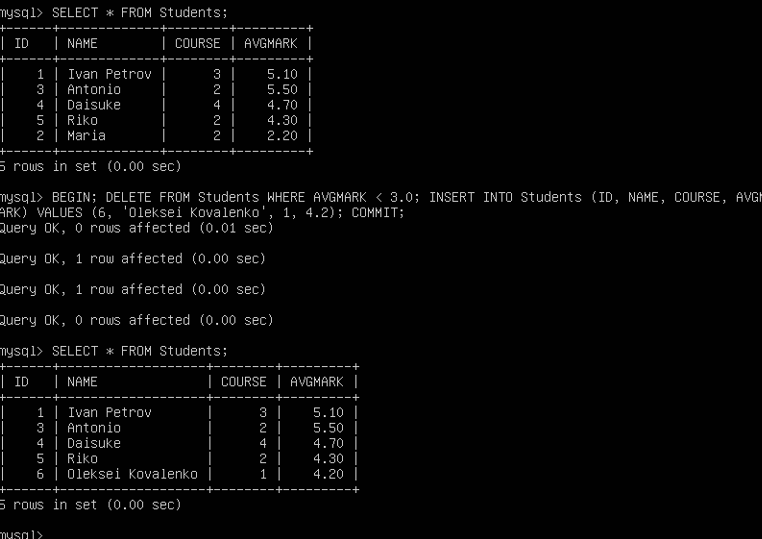 mysql> SELECT * FROM Students;
+------+-------------+--------+---------+
| ID   | NAME        | COURSE | AVGMARK |
+------+-------------+--------+---------+
|    1 | Ivan Petrov |      3 |    5.10 |
|    3 | Antonio     |      2 |    5.50 |
|    4 | Daisuke     |      4 |    4.70 |
|    5 | Riko        |      2 |    4.30 |
|    2 | Maria       |      2 |    2.20 |
+------+-------------+--------+---------+
5 rows in set (0.00 sec)
mysql> BEGIN; DELETE FROM Students WHERE AVGMARK < 3.0; INSERT INTO Students (ID, NAME, COURSE, AVGM
ARK) VALUES (6, 'Oleksei Kovalenko', 1, 4.2); COMMIT;
Query OK, 0 rows affected (0.01 sec)
Query OK, 1 row affected (0.00 sec)
Query OK, 1 row affected (0.00 sec)
Query OK, 0 rows affected (0.00 sec)
mysql> SELECT * FROM Students;
+------+-------------------+--------+---------+
| ID   | NAME              | COURSE | AVGMARK |
+------+-------------------+--------+---------+
|    1 | Ivan Petrov       |      3 |    5.10 |
|    3 | Antonio           |      2 |    5.50 |
|    4 | Daisuke           |      4 |    4.70 |
|    5 | Riko              |      2 |    4.30 |
|    6 | Oleksei Kovalenko |      1 |    4.20 |
+------+-------------------+--------+---------+
5 rows in set (0.00 sec)
mysql>